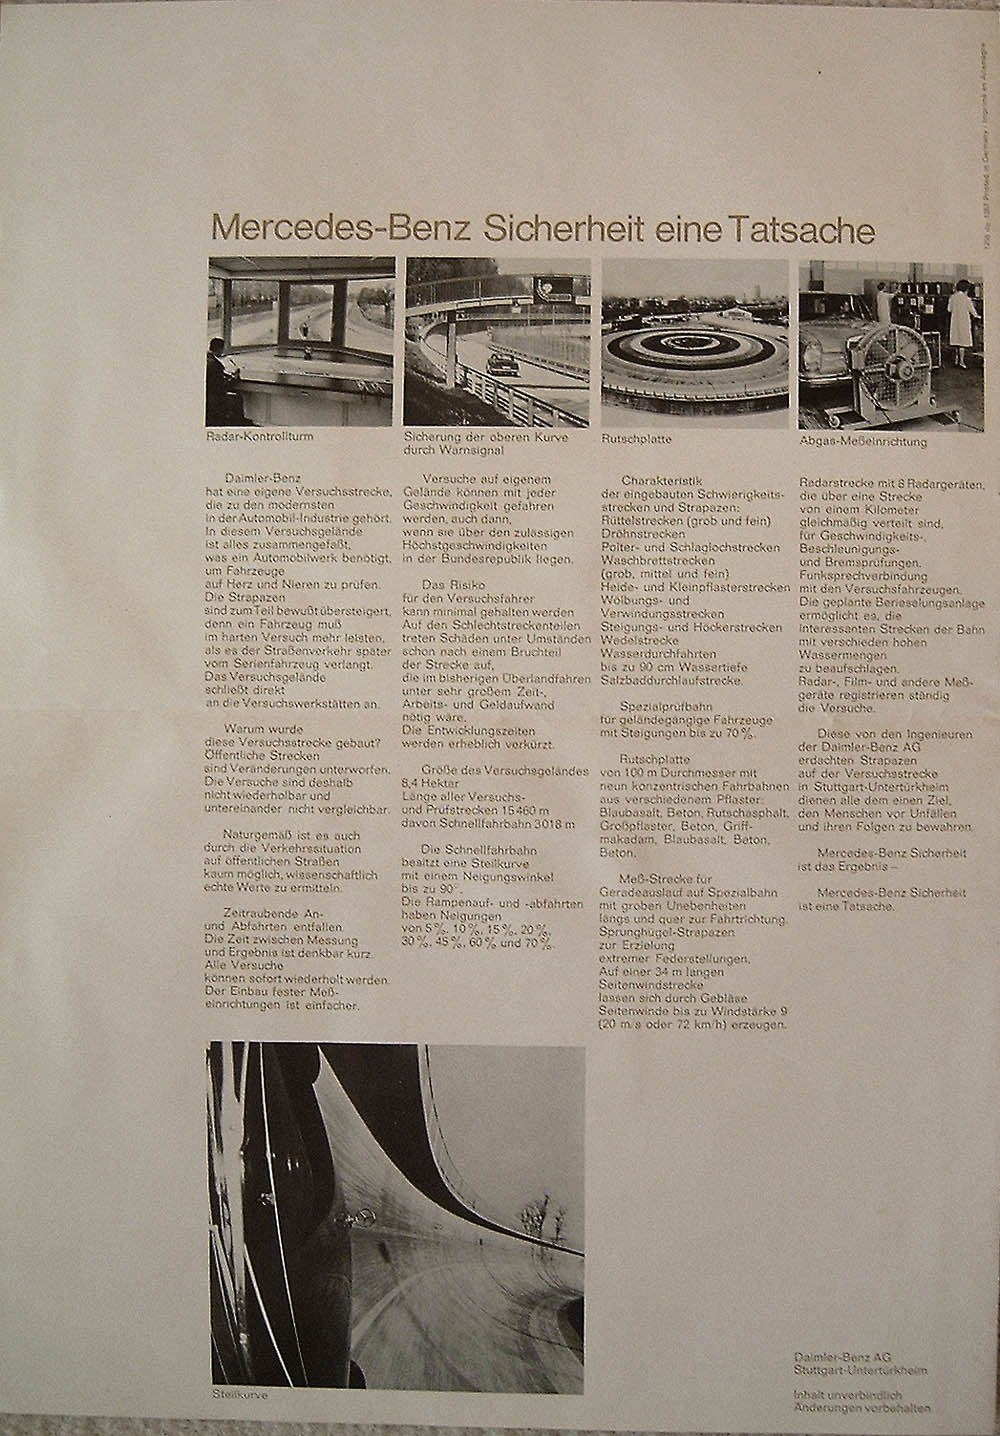 Mercedes-Benz Sicherheit eine Tatsache
Radar-Kontrollturm
Sicherung der oberen Kurve
durch Warnsignal
Rutschplatte
Abgas-Meßeinrichtung
Daimler-Benz
hat eine eigene Versuchsstrecke,
die zu den modernsten
in der Automobil-Industrie gehört.
In diesem Versuchsgelände
ist alles zusammengefaßt,
was ein Automobilwerk benötigt,
um Fahrzeuge
auf Herz und Nieren zu prüfen.
Die Strapazen
sind zum Teil bewußt übersteigert,
denn ein Fahrzeug muß
im harten Versuch mehr leisten,
als es der Straßenverkehr später
vom Serienfahrzeug verlangt.
Das Versuchsgelände
schließt direkt
an die Versuchswerkstätten an.
Warum wurde
diese Versuchsstrecke gebaut?
Öffentliche Strecken
sind Veränderungen unterworfen.
Die Versuche sind deshalb
nicht wiederholbar und
untereinander nicht vergleichbar.
Naturgemäß ist es auch
durch die Verkehrssituation
auf öffentlichen Straßen
kaum möglich, wissenschaftlich
echte Werte zu ermitteln.
Zeitraubende An-
und Abfahrten entfallen.
Die Zeit zwischen Messung
und Ergebnis ist denkbar kurz.
Alle Versuche
können sofort wiederholt werden.
Der Einbau fester Meß-
einrichtungen ist einfacher.
Versuche auf eigenem
Gelände können mit jeder
Geschwindigkeit gefahren
werden, auch dann,
wenn sie über den zulässigen
Höchstgeschwindigkeiten
in der Bundesrepublik liegen.
Das Risiko
für den Versuchsfahrer
kann minimal gehalten werden
Auf den Schlechtstreckenteilen
treten Schäden unter Umständen
schon nach einem Bruchteil
der Strecke auf,
die im bisherigen Überlandfahren
unter sehr großem Zeit-,
Arbeits- und Geldaufwand
nötig wäre.
Die Entwicklungszeiten
werden erheblich verkürzt.
Größe des Versuchsgeländes
8,4 Hektar
Länge aller Versuchs-
und Prüfstrecken 15460 m
davon Schnellfahrbahn 3018 m
Die Schnellfahrbahn
besitzt eine Steilkurve
mit einem Neigungswinkel
bis zu 90°.
Die Rampenauf- und -abfahrten
haben Neigungen
von 5%, 10%, 15%, 20%,
30%, 45%, 60% und 70%.
Charakteristik
der eingebauten Schwierigkeits-
strecken und Strapazen:
Rüttelstrecken (grob und fein)
Dröhnstrecken
Polter- und Schlaglochstrecken
Waschbrettstrecken
(grob, mittel und fein)
Heide- und Kleinpflasterstrecken
Wölbungs- und
Verwindungsstrecken
Steigungs- und Höckerstrecken
Wedelstrecke
Wasserdurchfahrten
bis zu 90 cm Wassertiefe
Salzbaddurchlaufstrecke.
Spezialprüfbahn
für geländegängige Fahrzeuge
mit Steigungen bis zu 70%.
Rutschplatte
von 100 m Durchmesser mit
neun konzentrischen Fahrbahnen
aus verschiedenem Pflaster:
Blaubasalt, Beton, Rutschasphalt,
Großpflaster, Beton, Griff-
makadam, Blaubasalt, Beton,
Beton.
Meß-Strecke für
Geradeauslauf auf Spezialbahn
mit groben Unebenheiten
längs und quer zur Fahrtrichtung.
Sprunghügel-Strapazen
zur Erzielung
extremer Federstellungen.
Auf einer 34 m langen
Seitenwindstrecke
lassen sich durch Gebläse
Seitenwinde bis zu Windstärke 9
(20 m/s oder 72 km/h) erzeugen.
Radarstrecke mit 8 Radargeräten,
die über eine Strecke
von einem Kilometer
gleichmäßig verteilt sind,
für Geschwindigkeits-,
Beschleunigungs-
und Bremsprüfungen.
Funksprechverbindung
mit den Versuchsfahrzeugen.
Die geplante Berieselungsanlage
ermöglicht es, die
interessanten Strecken der Bahn
mit verschieden hohen
Wassermengen
zu beaufschlagen.
Radar-, Film- und andere Meß-
geräte registrieren ständig
die Versuche.
Diese von den Ingenieuren
der Daimler-Benz AG
erdachten Strapazen
auf der Versuchsstrecke
in Stuttgart-Untertürkheim
dienen alle dem einen Ziel,
den Menschen vor Unfällen
und ihren Folgen zu bewahren.
Mercedes-Benz Sicherheit
ist das Ergebnis –
Mercedes-Benz Sicherheit
ist eine Tatsache.
Steilkurve
Daimler-Benz AG
Stuttgart-Untertürkheim
Inhalt unverbindlich
Änderungen vorbehalten
Printed in Germany / Imprimé en Allemagne